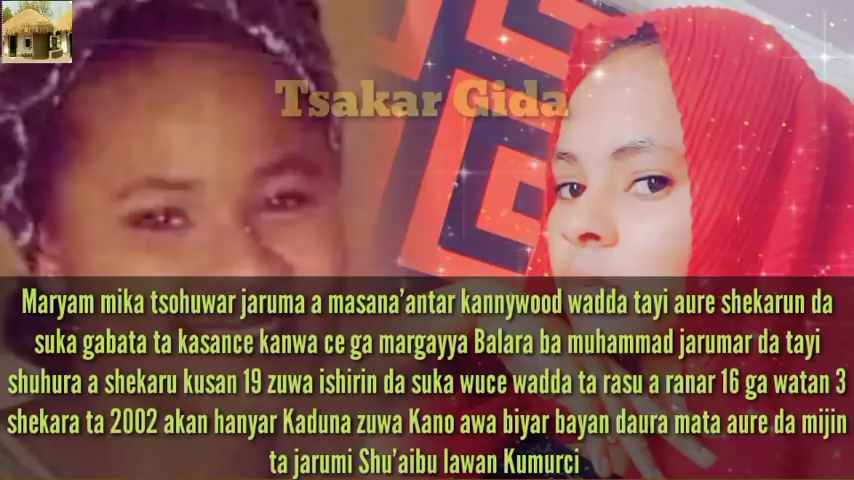 Tsakar Gida
Maryam mika tsohuwar jaruma a masana'antar kannywood wadda tayi aure shekarun da
suka gabata ta kasance kanwa ce ga margayya Balara ba muhammad jarumar da tayi
shuhura a shekaru kusan 19 zuwa ishirin da suka wuce wadda ta rasu a ranar 16 ga watan 3
shekara ta 2002 akan hanyar Kaduna zuwa Kano awa biyar bayan daura mata aure da mijin
ta jarumi Shu'aibu lawan Kumurci